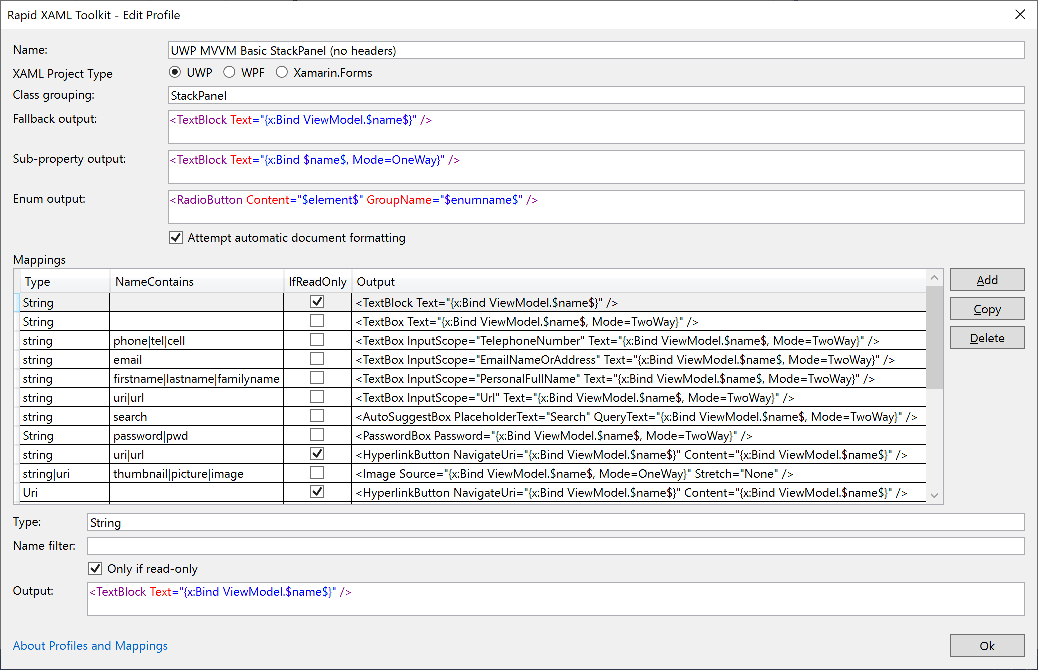 Rapid XAML Toolkit - Edit Profile
Name: UWP MVVM Basic StackPanel (no headers)
XAML Project Type UWP WPF Xamarin.Forms
Class grouping: StackPanel
Fallback output: <TextBlock Text="{x:Bind ViewModel.$name$}" />
Sub-property output: <TextBlock Text="{x:Bind $name$, Mode=OneWay}" />
Enum output: <RadioButton Content="$element$" GroupName="$enumname$" />
Attempt automatic document formatting
Mappings
Type NameContains IfReadOnly Output
String <TextBlock Text="{x:Bind ViewModel.$name$}" />
String <TextBox Text="{x:Bind ViewModel.$name$, Mode=TwoWay}" />
string phone|tel|cell <TextBox InputScope="TelephoneNumber" Text="{x:Bind ViewModel.$name$, Mode=TwoWay}" />
string email <TextBox InputScope="EmailNameOrAddress" Text="{x:Bind ViewModel.$name$, Mode=TwoWay}" />
string firstname|lastname|familyname <TextBox InputScope="PersonalFullName" Text="{x:Bind ViewModel.$name$, Mode=TwoWay}" />
string uri|url <TextBox InputScope="Url" Text="{x:Bind ViewModel.$name$, Mode=TwoWay}" />
string search <AutoSuggestBox PlaceholderText="Search" QueryText="{x:Bind ViewModel.$name$, Mode=TwoWay}" />
String password|pwd <PasswordBox Password="{x:Bind ViewModel.$name$, Mode=TwoWay}" />
string uri|url <HyperlinkButton NavigateUri="{x:Bind ViewModel.$name$}" Content="{x:Bind ViewModel.$name$}" />
string|uri thumbnail|picture|image <Image Source="{x:Bind ViewModel.$name$, Mode=OneWay}" Stretch="None" />
Uri <HyperlinkButton NavigateUri="{x:Bind ViewModel.$name$}" Content="{x:Bind ViewModel.$name$}" />
Add
Copy
Delete
Type: String
Name filter:
Only if read-only
Output: <TextBlock Text="{x:Bind ViewModel.$name$}" />
About Profiles and Mappings
Ok